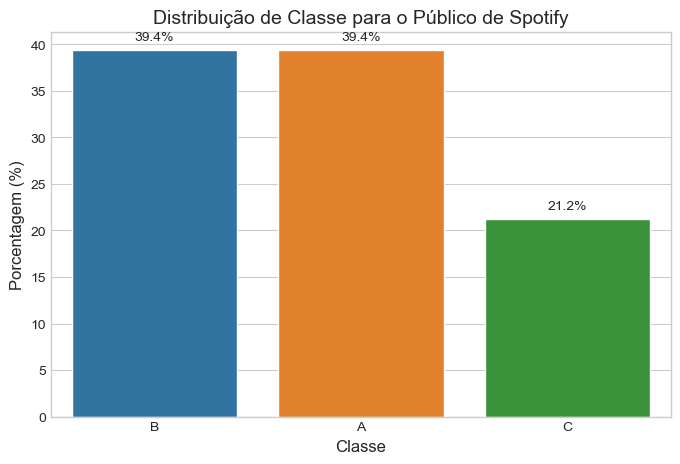 Distribuição de Classe para o Público de Spotify
39.4%
39.4%
21.2%
40
35
30
25
20
15
10
5
0
Porcentagem (%)
B
A
C
Classe